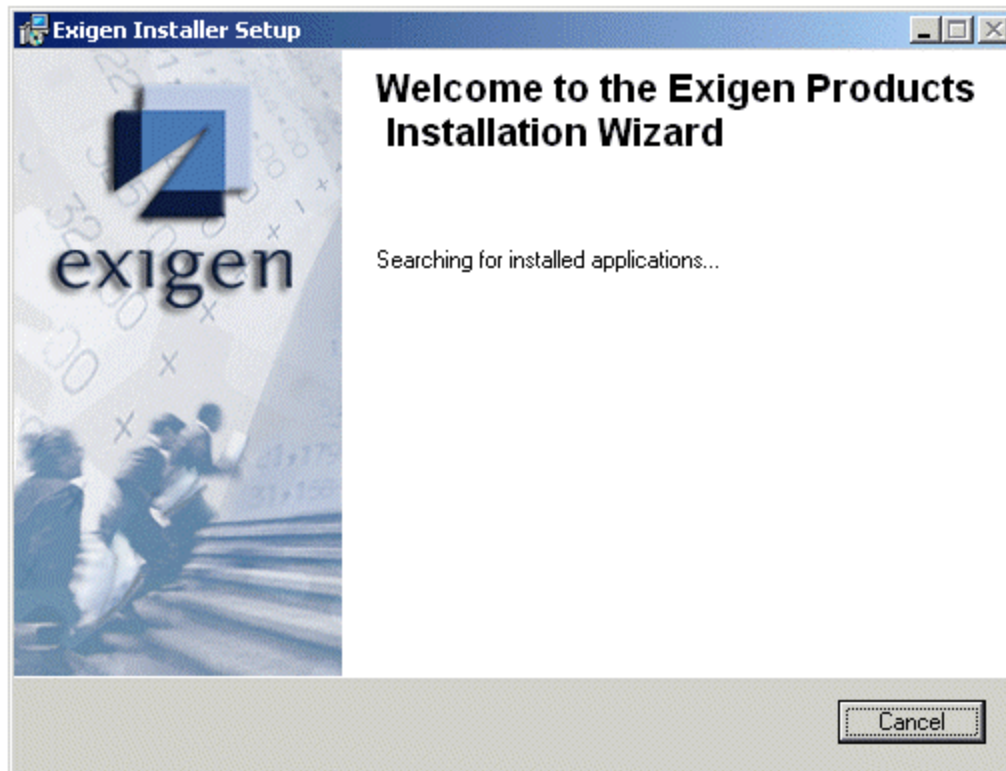 Exigen Installer Setup
Welcome to the Exigen Products
Installation Wizard
exigen
Searching for installed applications...
Cancel